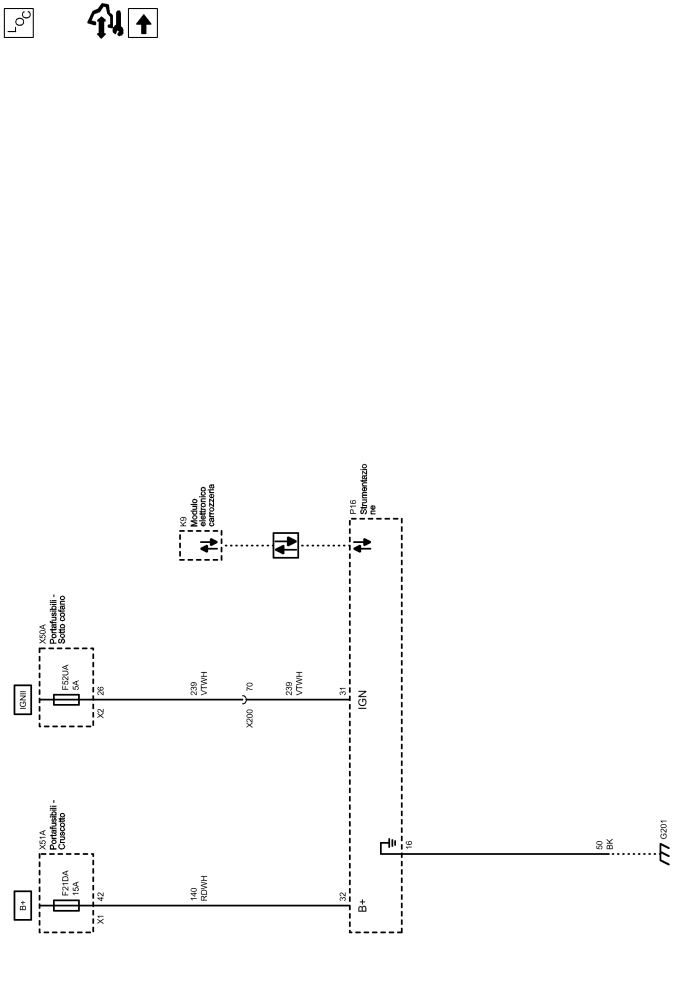 LOC
B+
X51A
Portafusibili -
Cruscotto
F21DA
15A
X1
42
140
RDWH
32
B+
IGNII
X50A
Portafusibili -
Sotto cofano
F52UA
5A
X2
26
239
VTWH
X200
70
239
VTWH
31
IGN
K9
Modulo
elettronico
carrozzeria
P16
Strumentazio
ne
16
50
BK
G201